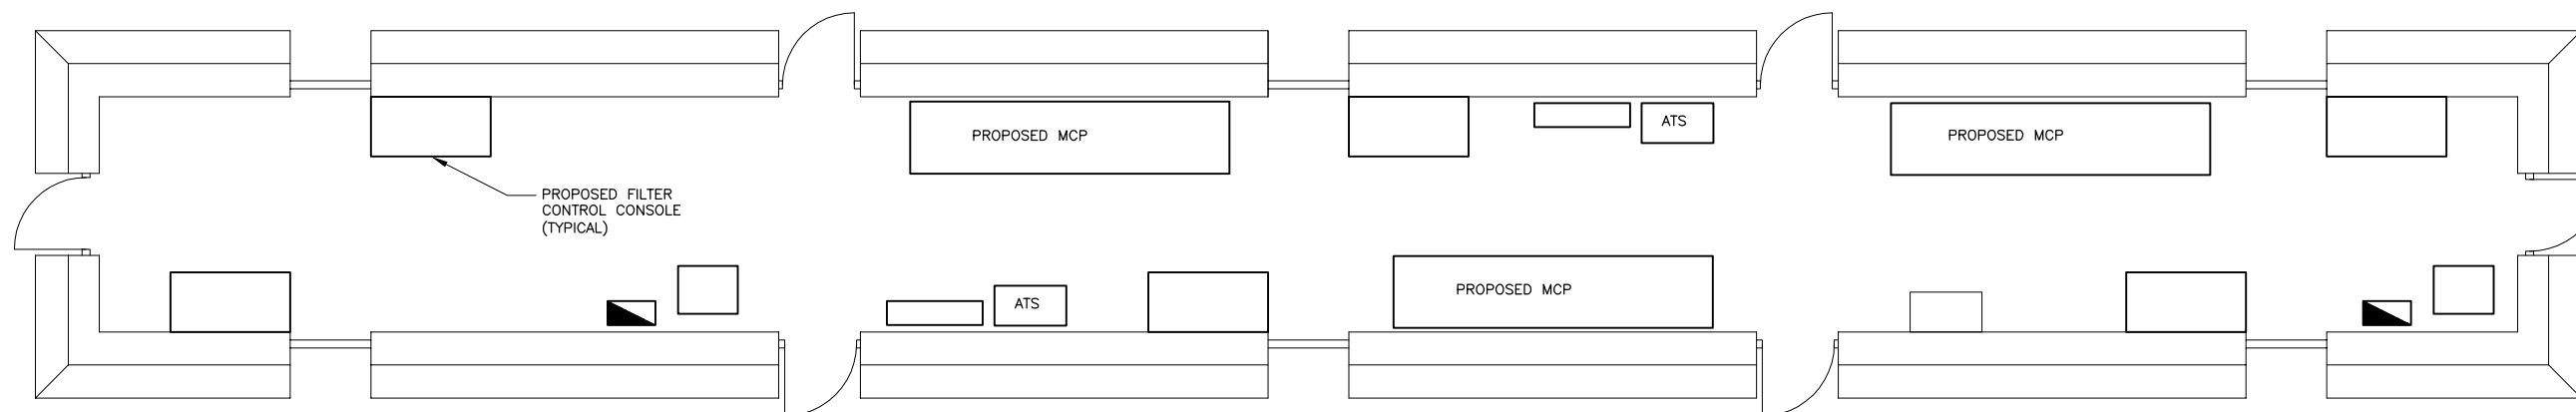 PROPOSED MCP
ATS
PROPOSED MCP
PROPOSED FILTER
CONTROL CONSOLE
(TYPICAL)
ATS
PROPOSED MCP